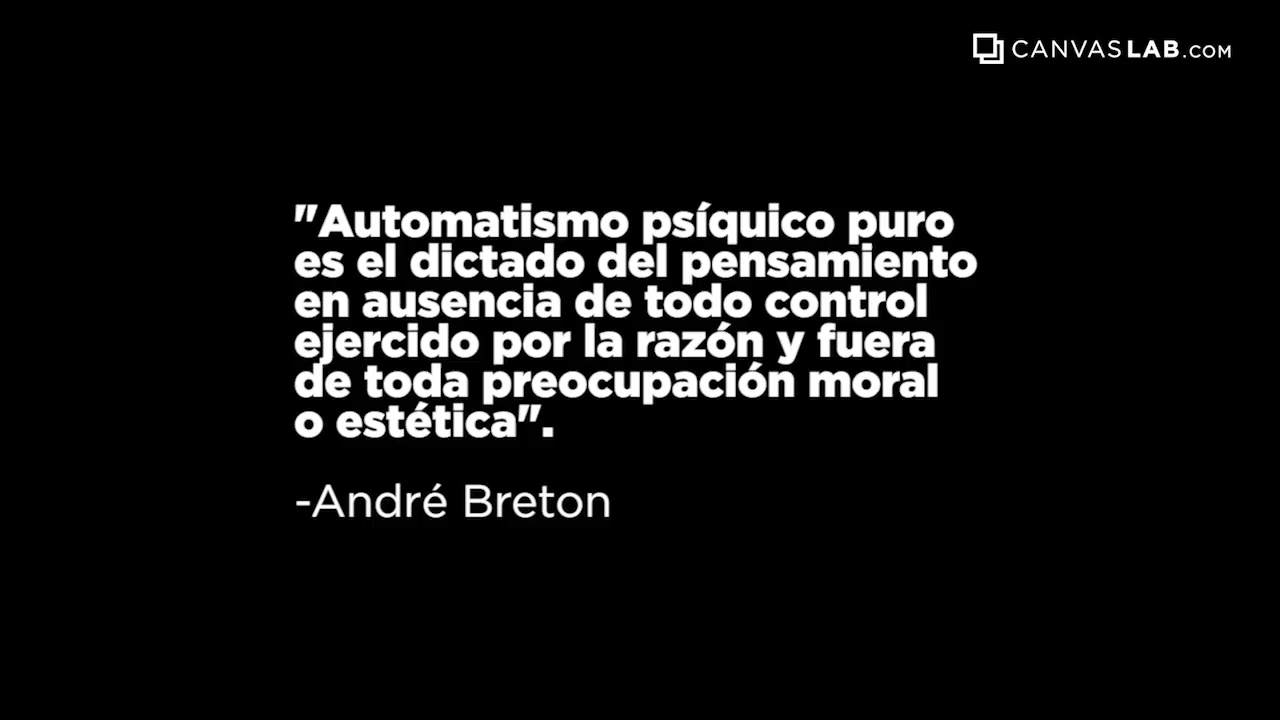 CANVASLAB.COM
"Automatismo psíquico puro
es el dictado del pensamiento
en ausencia de todo control
ejercido por la razón y fuera
de toda preocupación moral
o estética".
-André Breton